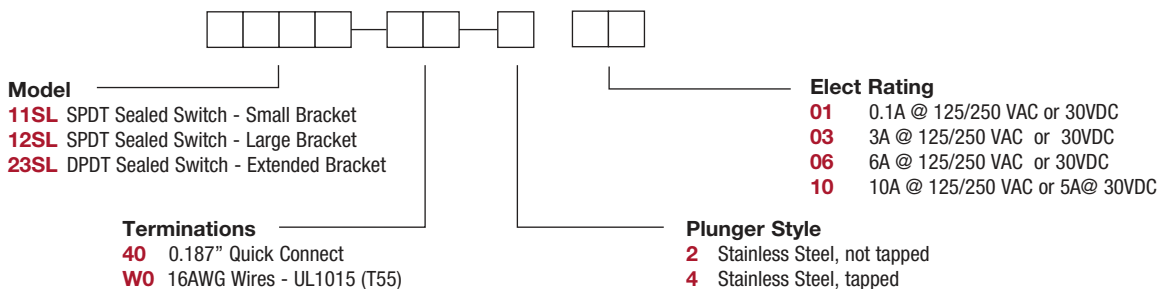 Model
11SL SPDT Sealed Switch - Small Bracket
12SL SPDT Sealed Switch - Large Bracket
23SL DPDT Sealed Switch - Extended Bracket
Elect Rating
01 0.1A @ 125/250 VAC or 30VDC
03 3A @ 125/250 VAC or 30VDC
06 6A @ 125/250 VAC or 30VDC
10 10A @ 125/250 VAC or 5A@ 30VDC
Terminations
40 0.187” Quick Connect
W0 16AWG Wires - UL1015 (T55)
Plunger Style
2 Stainless Steel, not tapped
4 Stainless Steel, tapped